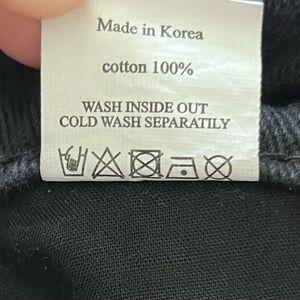 Made in Korea
cotton 100%
WASH INSIDE OUT
COLD WASH SEPARATILY